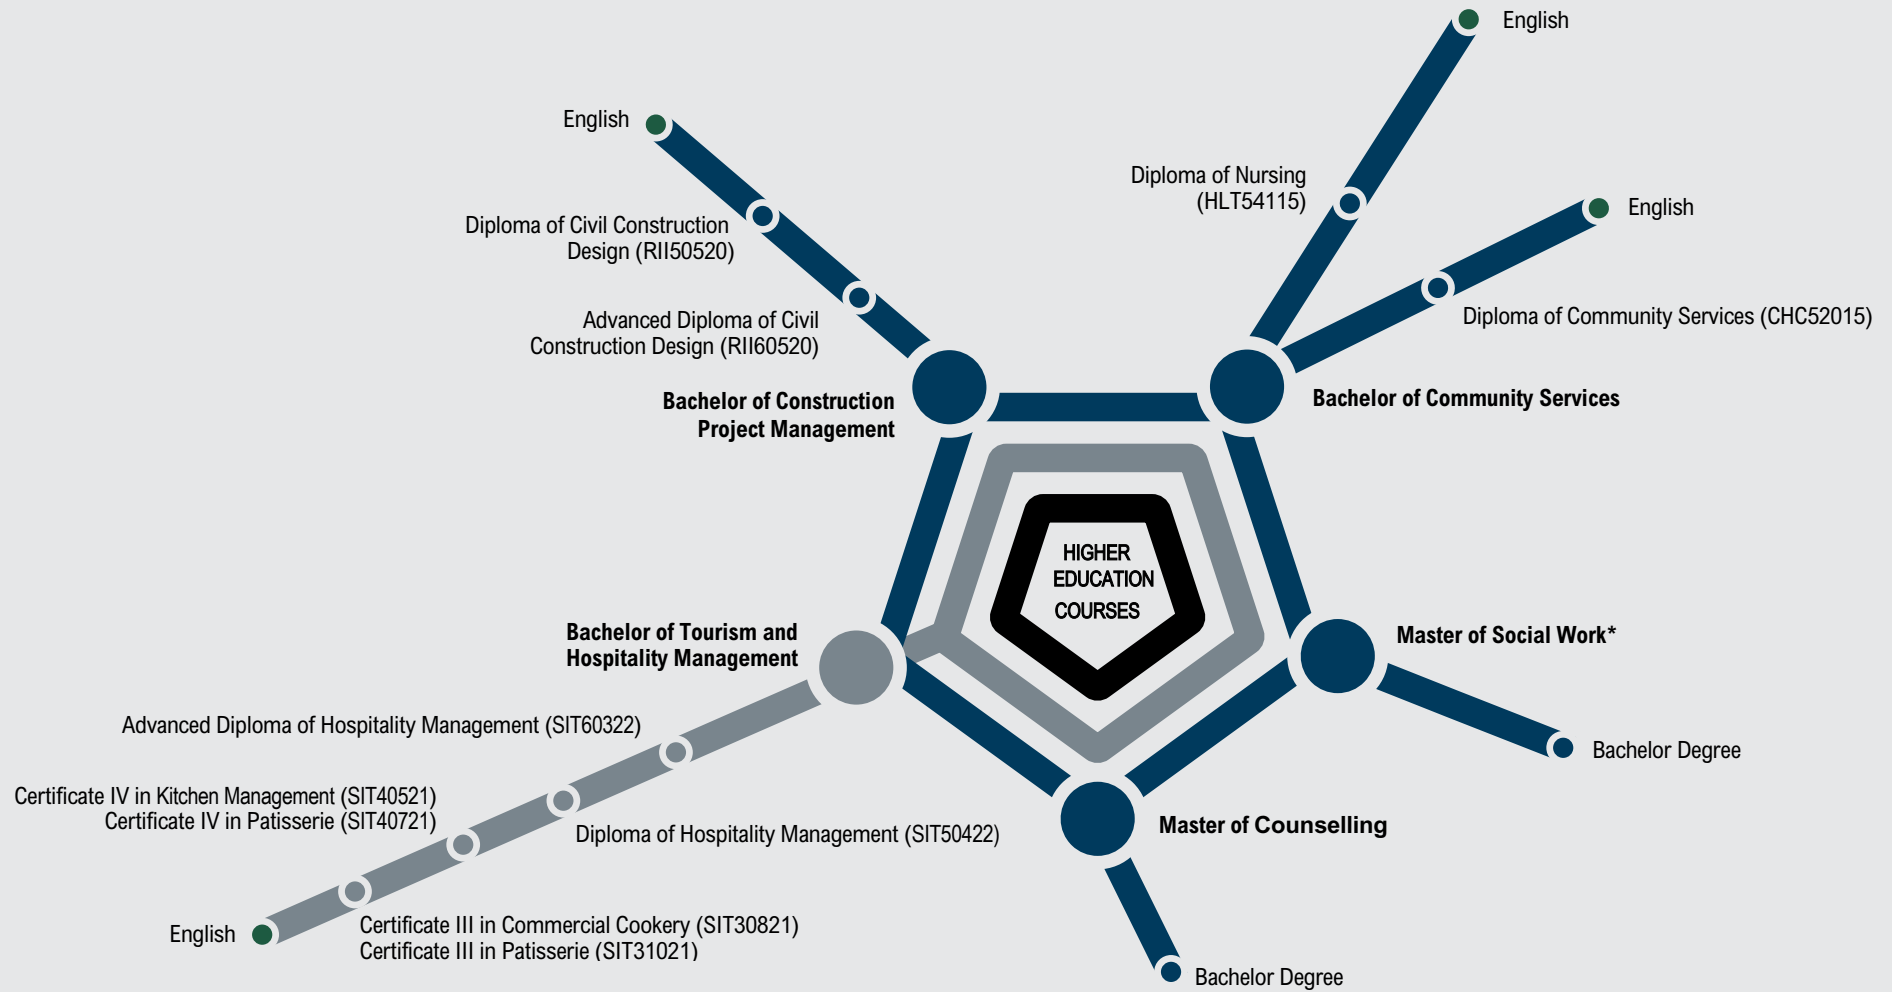 English
English
Diploma of Nursing
(HLT54115)
English
Diploma of Civil Construction
Design (RII50520)
Diploma of Community Services (CHC52015)
Advanced Diploma of Civil
Construction Design (RII60520)
Bachelor of Construction
Project Management
Bachelor of Community Services
HIGHER
EDUCATION
COURSES
Bachelor of Tourism and
Hospitality Management
Master of Social Work*
Advanced Diploma of Hospitality Management (SIT60322)
Bachelor Degree
Certificate IV in Kitchen Management (SIT40521)
Certificate IV in Patisserie (SIT40721)
Diploma of Hospitality Management (SIT50422)
Master of Counselling
English
Certificate III in Commercial Cookery (SIT30821)
Certificate III in Patisserie (SIT31021)
Bachelor Degree